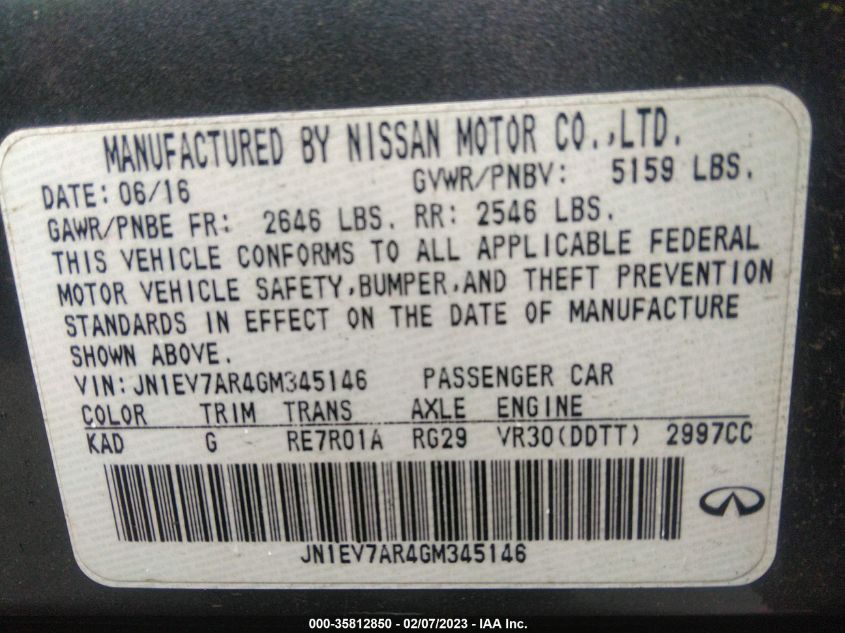 MANUFACTURED BY NISSAN MOTOR CO.,LTD.
DATE: 06/16 GVWR/PNBV: 5159 LBS.
GAWR/PNBE FR: 2646 LBS. RR: 2546 LBS.
THIS VEHICLE CONFORMS TO ALL APPLICABLE FEDERAL
MOTOR VEHICLE SAFETY,BUMPER,AND THEFT PREVENTION
STANDARDS IN EFFECT ON THE DATE OF MANUFACTURE
SHOWN ABOVE.
VIN:JN1EV7AR4GM345146 PASSENGER CAR
COLOR TRIM TRANS AXLE ENGINE
KAD G RE7R01A RG29 VR30(DDTT) 2997CC
JN1EV7AR4GM345146
000-35812850 - 02/07/2023 - IAA Inc.